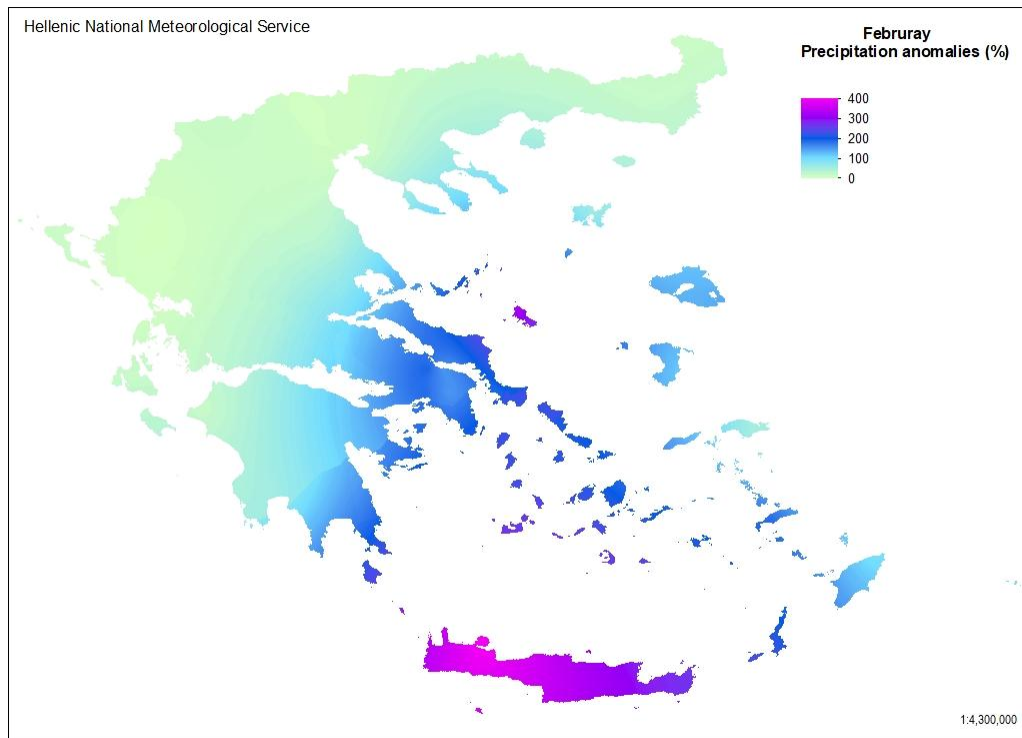 Hellenic National Meteorological Service
Februray
Precipitation anomalies (%)
400
300
200
100
0
1:4,300,000